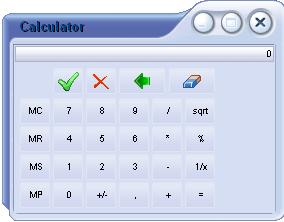 Calculator
0
MC 7 8 9 / sqrt
MR 4 5 6 * %
MS 1 2 3 - 1/x
MP 0 +/- , + =